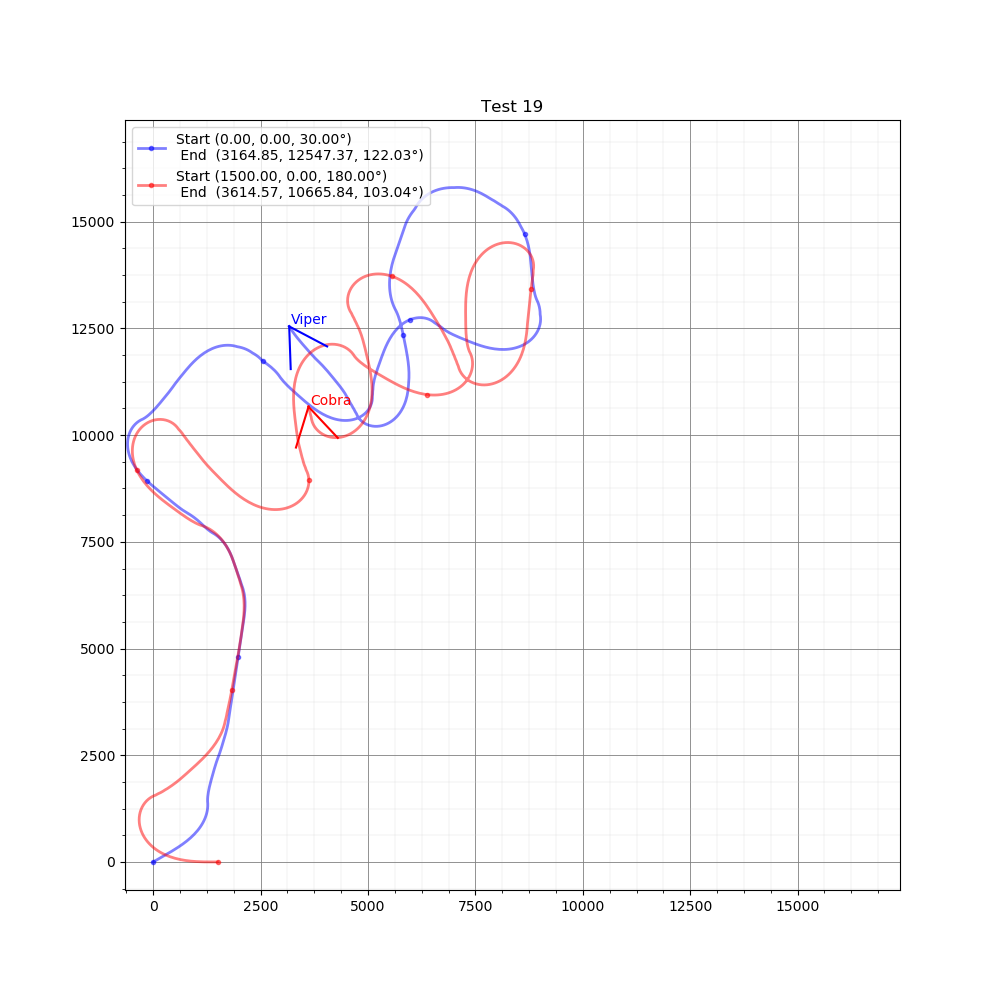 Test 19
Start (0.00, 0.00, 30.00°)
End (3164.85, 12547.37, 122.03°)
Start (1500.00, 0.00, 180.00°)
End (3614.57, 10665.84, 103.04°)
15000
12500
10000
7500
5000
2500
0
Viper
Cobra
0 2500 5000 7500 10000 12500 15000